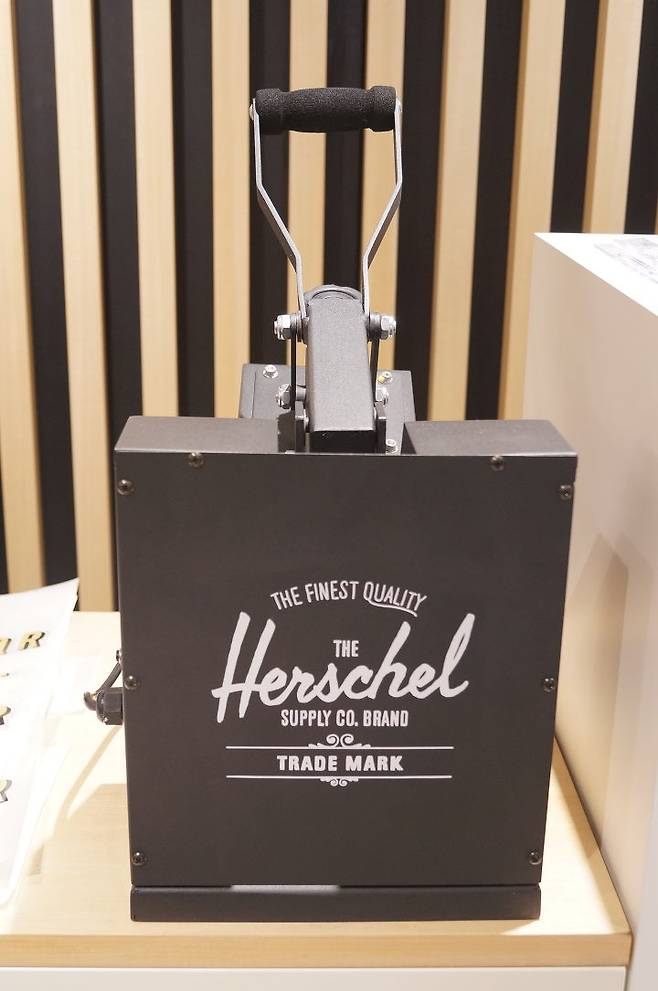 THE FINEST QUALITY
THE
Herschel
SUPPLY CO. BRAND
TRADE MARK